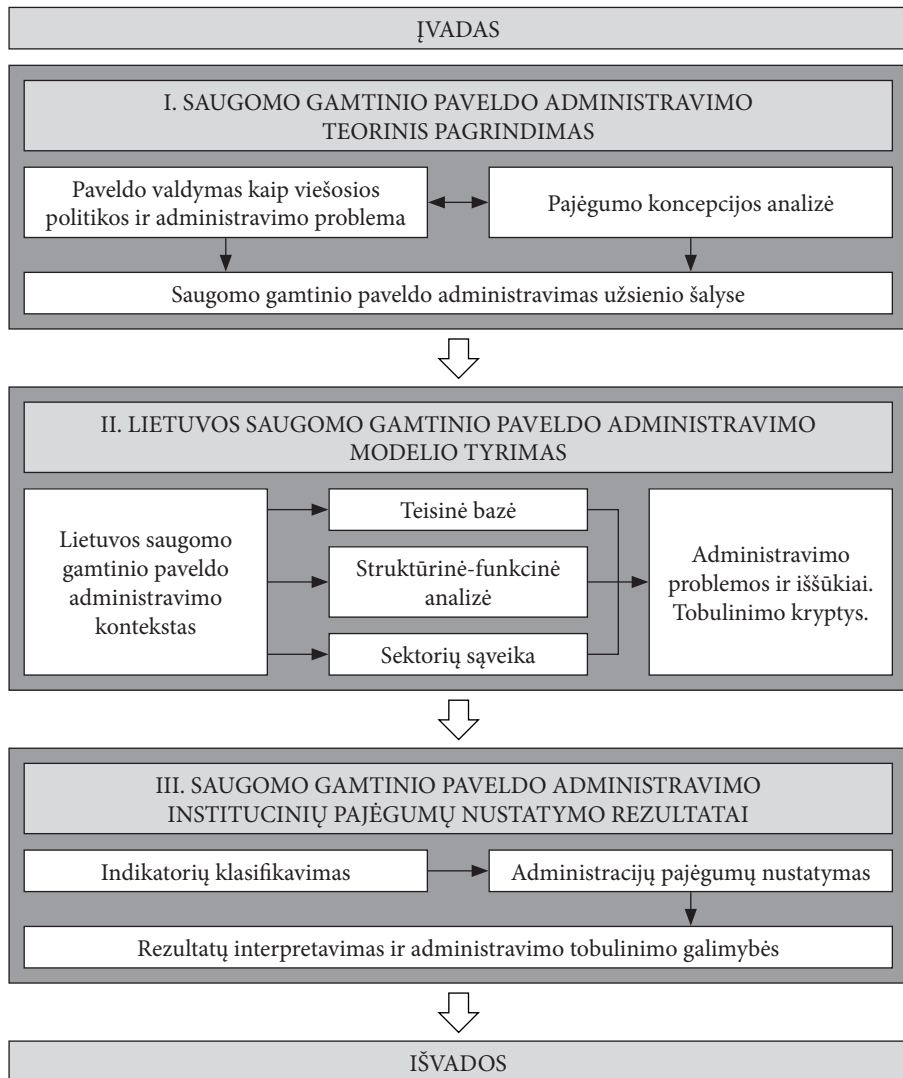 ĮVADAS
I. SAUGOMO GAMTINIO PAVELDO ADMINISTRAVIMO
TEORINIS PAGRINDIMAS
Paveldo valdymas kaip viešosios
politikos ir administravimo problema
Pajėgumo koncepcijos analizė
Saugomo gamtinio paveldo administravimas užsienio šalyse
II. LIETUVOS SAUGOMO GAMTINIO PAVELDO ADMINISTRAVIMO
MODELIO TYRIMAS
Lietuvos saugomo
gamtinio paveldo
administravimo
kontekstas
Teisinė bazė
Struktūrinė-funkcinė
analizė
Sektorių sąveika
Administravimo
problemos ir iššūkiai.
Tobulinimo kryptys.
III. SAUGOMO GAMTINIO PAVELDO ADMINISTRAVIMO
INSTITUCINIŲ PAJĖGUMŲ NUSTATYMO REZULTATAI
Indikatorių klasifikavimas
Administracijų pajėgumų nustatymas
Rezultatų interpretavimas ir administravimo tobulinimo galimybės
IŠVADOS